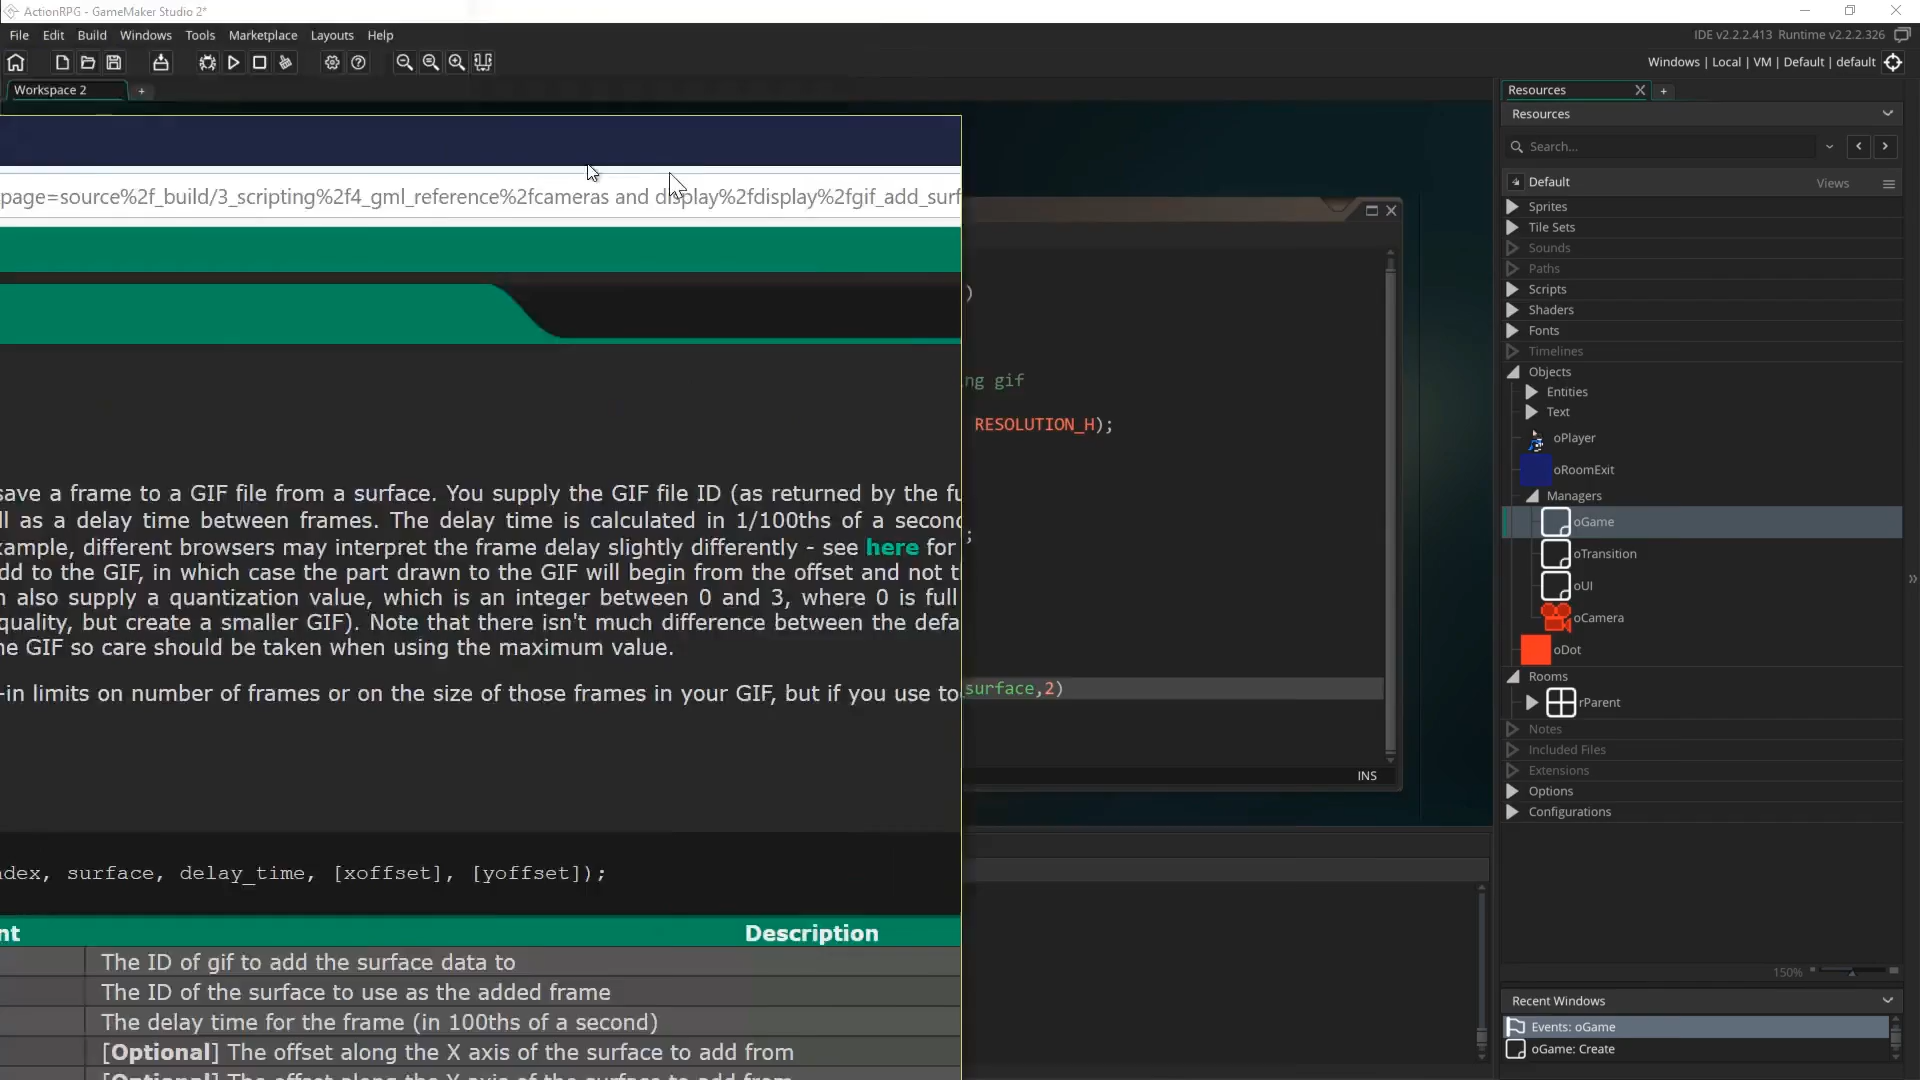 ActionRPG - GameMaker Studio 2*
File Edit Build Windows Tools Marketplace Layouts Help
IDE v2.2.2.413 Runtime v2.2.2.326
Windows | Local | VM | Default | default
Workspace 2 +
page=source%2f_build/3_scripting%2f4_gml_reference%2fcameras and display%2fdisplay%2fgif_add_surf
save a frame to a GIF file from a surface. You supply the GIF file ID (as returned by the fu
ll as a delay time between frames. The delay time is calculated in 1/100ths of a second
xample, different browsers may interpret the frame delay slightly differently - see here for
dd to the GIF, in which case the part drawn to the GIF will begin from the offset and not t
n also supply a quantization value, which is an integer between 0 and 3, where 0 is full
quality, but create a smaller GIF). Note that there isn't much difference between the defa
he GIF so care should be taken when using the maximum value.
-in limits on number of frames or on the size of those frames in your GIF, but if you use to
ndex, surface, delay_time, [xoffset], [yoffset]);
nt Description
The ID of gif to add the surface data to
The ID of the surface to use as the added frame
The delay time for the frame (in 100ths of a second)
[Optional] The offset along the X axis of the surface to add from
)
ng gif
RESOLUTION_H);
;
surface,2)
INS
Resources +
Resources
Search...
Default Views
Sprites
Tile Sets
Sounds
Paths
Scripts
Shaders
Fonts
Timelines
Objects
Entities
Text
oPlayer
oRoomExit
Managers
oGame
oTransition
oUI
oCamera
oDot
Rooms
rParent
Notes
Included Files
Extensions
Options
Configurations
150%
Recent Windows
Events: oGame
oGame: Create